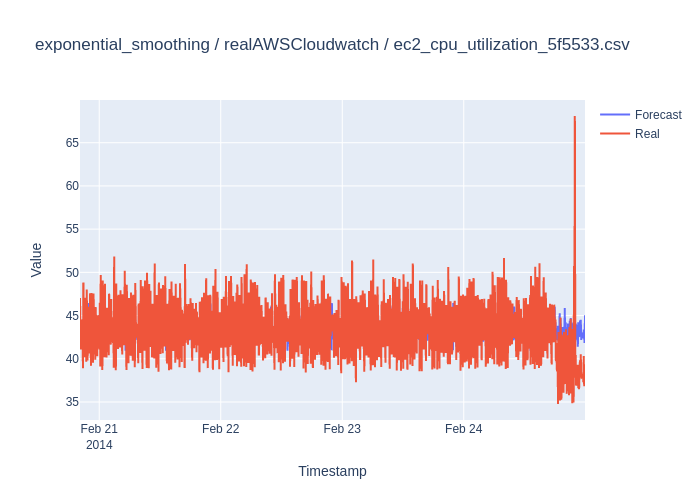 exponential_smoothing / realAWSCloudwatch / ec2_cpu_utilization_5f5533.csv
Forecast
Real
65
60
55
50
45
40
35
Value
Feb 21
2014
Feb 22
Feb 23
Feb 24
Timestamp